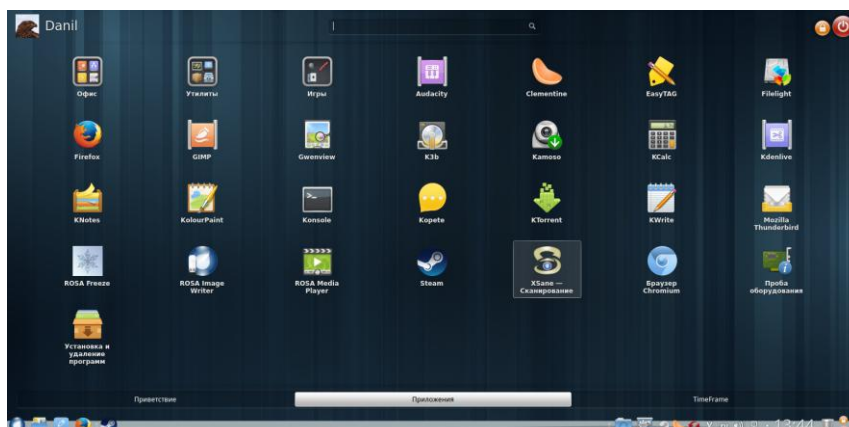 Danil
Офис
Утилиты
Игры
Audacity
Clementine
EasyTAG
Filelight
Firefox
GIMP
Gwenview
K3b
Kamoso
KCalc
Kdenlive
KNotes
KolourPaint
Konsole
Kopete
KTorrent
KWrite
Mozilla
Thunderbird
ROSA Freeze
ROSA Image
Writer
ROSA Media
Player
Steam
XSane —
Сканирование
Браузер
Chromium
Проба
оборудования
Установка и
удаление
программ
Приветствие
Приложения
TimeFrame
13:44